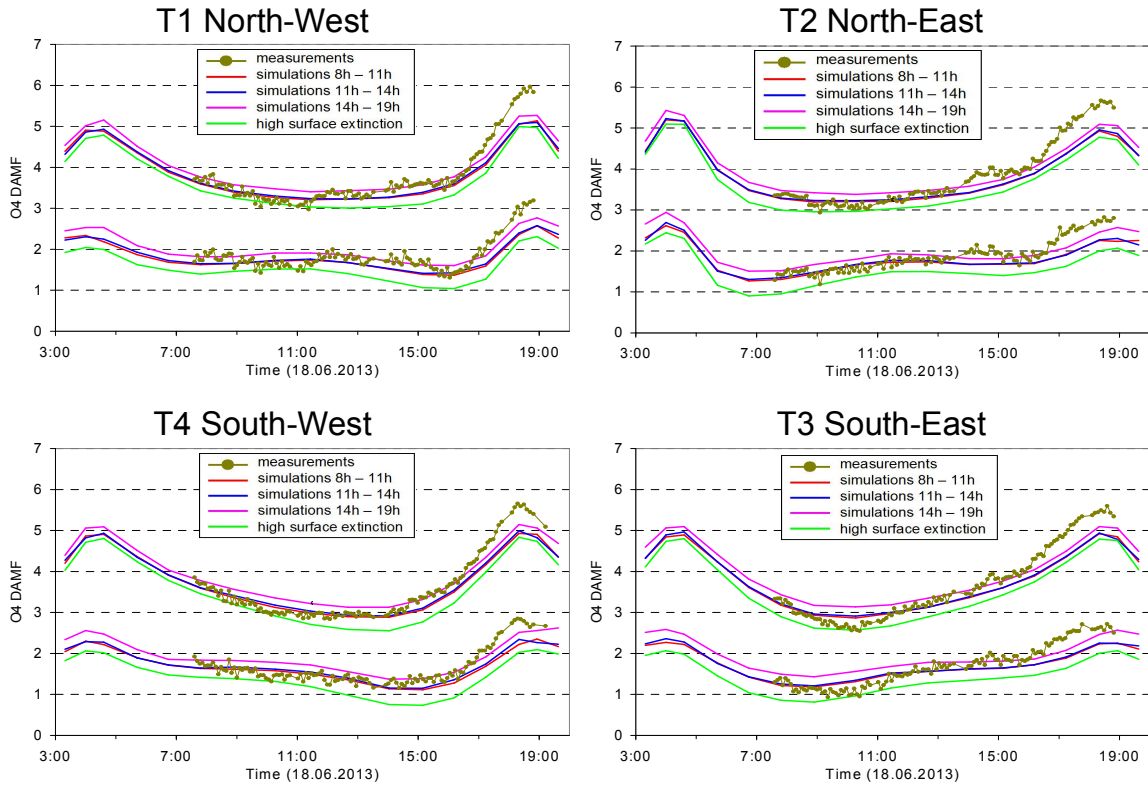 T1 North-West
O4 DAMF
7
6
5
4
3
2
1
0
measurements
simulations 8h – 11h
simulations 11h – 14h
simulations 14h – 19h
high surface extinction
3:00 7:00 11:00 15:00 19:00
Time (18.06.2013)
T2 North-East
O4 DAMF
7
6
5
4
3
2
1
0
measurements
simulations 8h – 11h
simulations 11h – 14h
simulations 14h – 19h
high surface extinction
3:00 7:00 11:00 15:00 19:00
Time (18.06.2013)
T4 South-West
O4 DAMF
7
6
5
4
3
2
1
0
measurements
simulations 8h – 11h
simulations 11h – 14h
simulations 14h – 19h
high surface extinction
3:00 7:00 11:00 15:00 19:00
Time (18.06.2013)
T3 South-East
O4 DAMF
7
6
5
4
3
2
1
0
measurements
simulations 8h – 11h
simulations 11h – 14h
simulations 14h – 19h
high surface extinction
3:00 7:00 11:00 15:00 19:00
Time (18.06.2013)